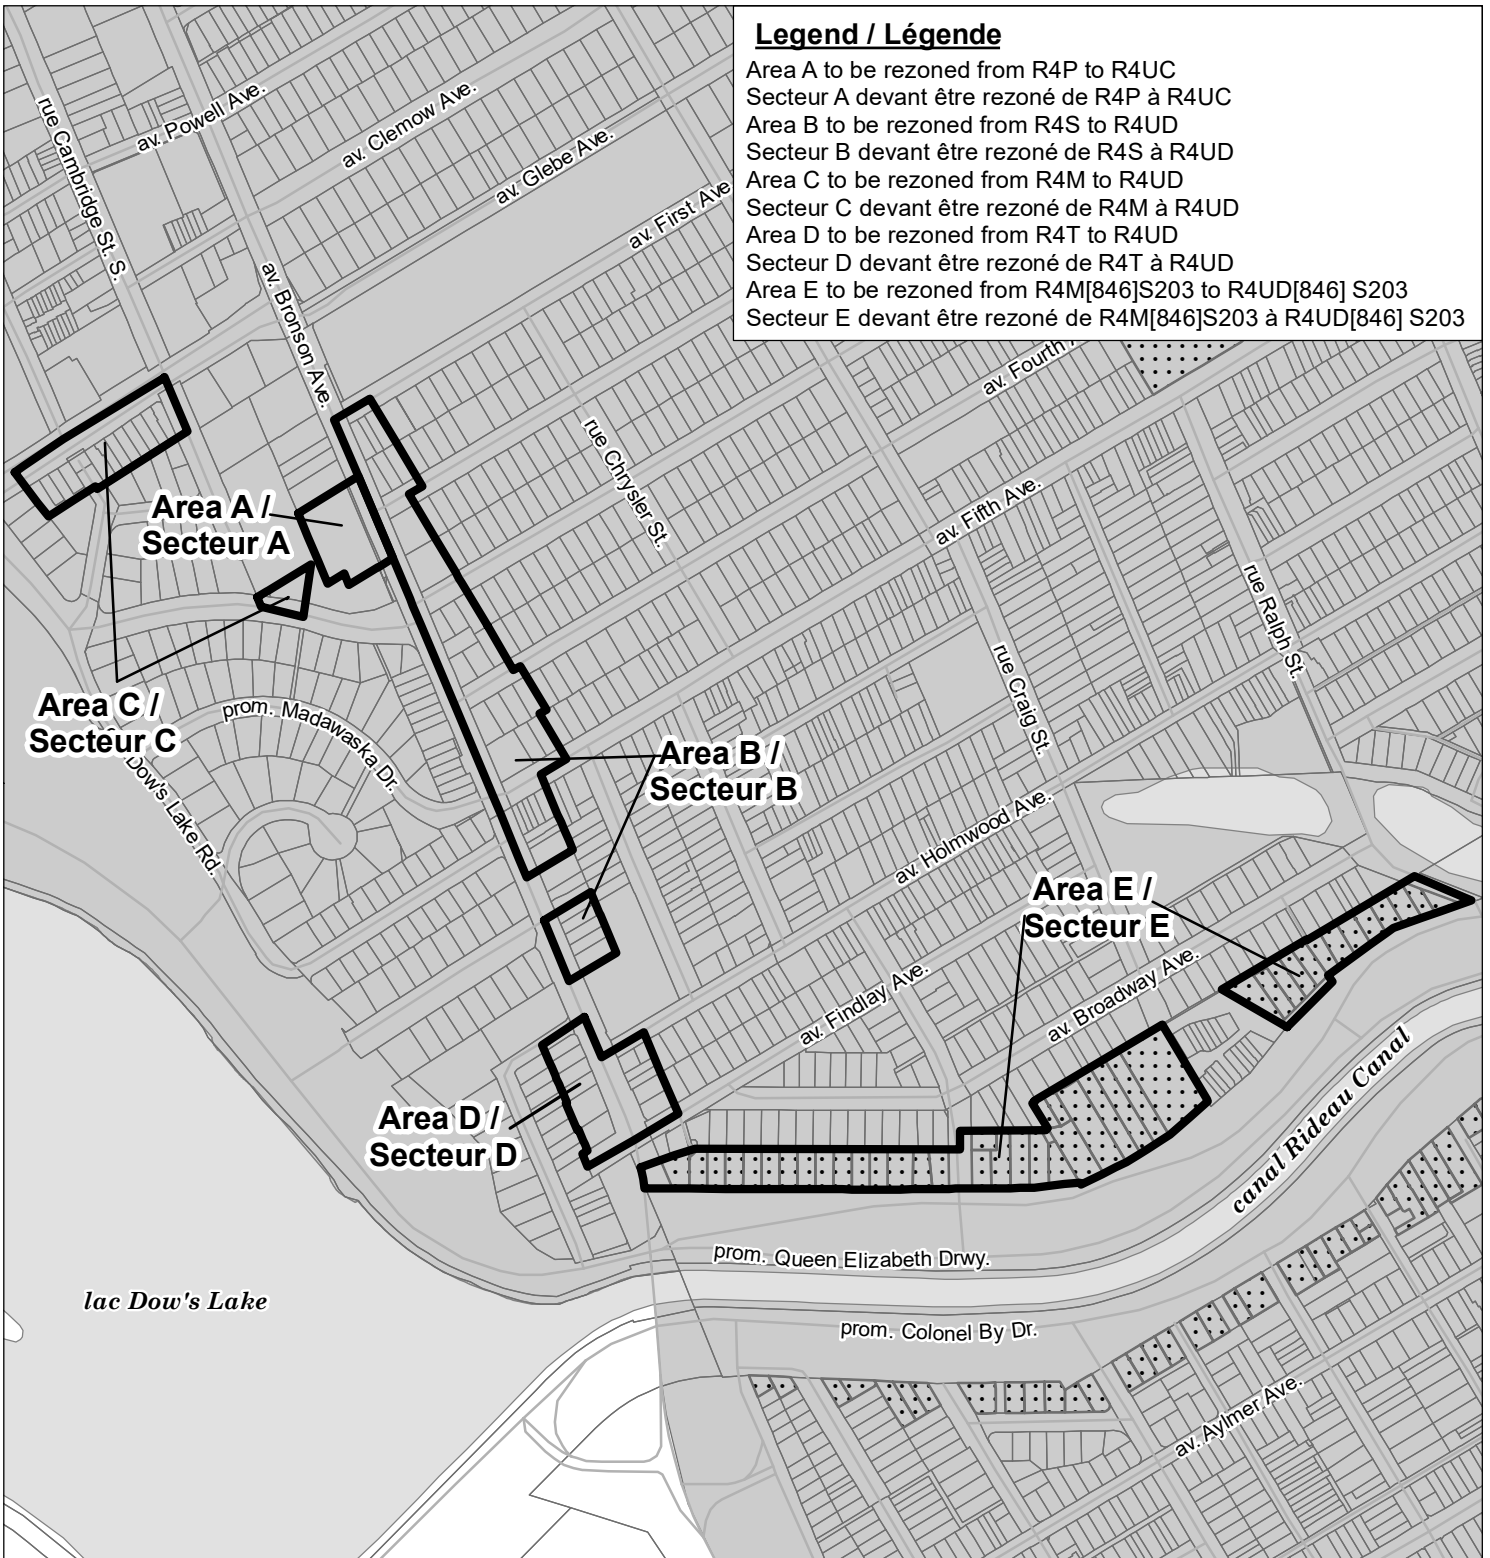 Legend / Légende
Area A to be rezoned from R4P to R4UC
Secteur A devant être rezoné de R4P à R4UC
Area B to be rezoned from R4S to R4UD
Secteur B devant être rezoné de R4S à R4UD
Area C to be rezoned from R4M to R4UD
Secteur C devant être rezoné de R4M à R4UD
Area D to be rezoned from R4T to R4UD
Secteur D devant être rezoné de R4T à R4UD
Area E to be rezoned from R4M[846]S203 to R4UD[846] S203
Secteur E devant être rezoné de R4M[846]S203 à R4UD[846] S203
rue Cambridge St. S.
av. Powell Ave.
av. Clemow Ave.
av. Glebe Ave.
av. First Ave
av. Bronson Ave.
av. Fourth
rue Chrysler St.
av. Fifth Ave.
Area A /
Secteur A
rue Ralph St.
rue Craig St.
Area C /
Secteur C
prom. Madawaska Dr.
Dow's Lake Rd.
Area B /
Secteur B
av. Holmwood Ave.
Area E /
Secteur E
av. Findlay Ave.
av. Broadway Ave.
Area D /
Secteur D
canal Rideau Canal
prom. Queen Elizabeth Drwy.
lac Dow's Lake
prom. Colonel By Dr.
av. Aylmer Ave.